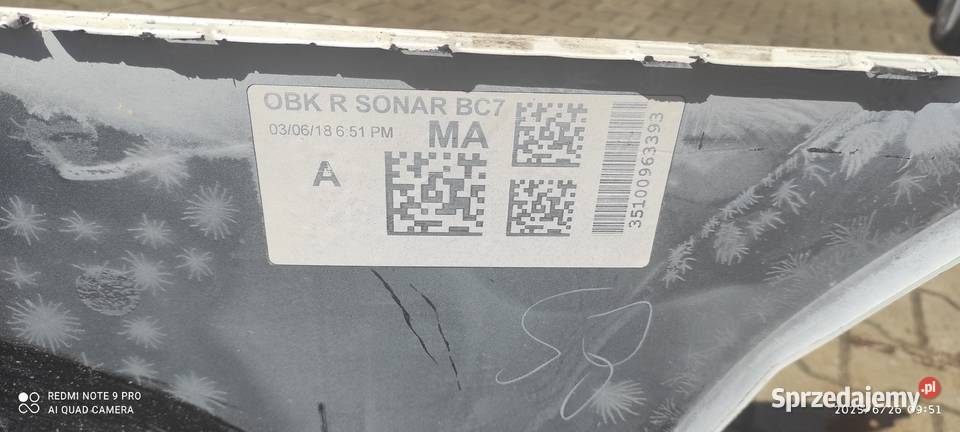 OBK R SONAR BC7
03/06/18 6:51 PM
MA
A
35100963393
REDMI NOTE 9 PRO
AI QUAD CAMERA
Sprzedajemy.pl
2025/6/26 09:51